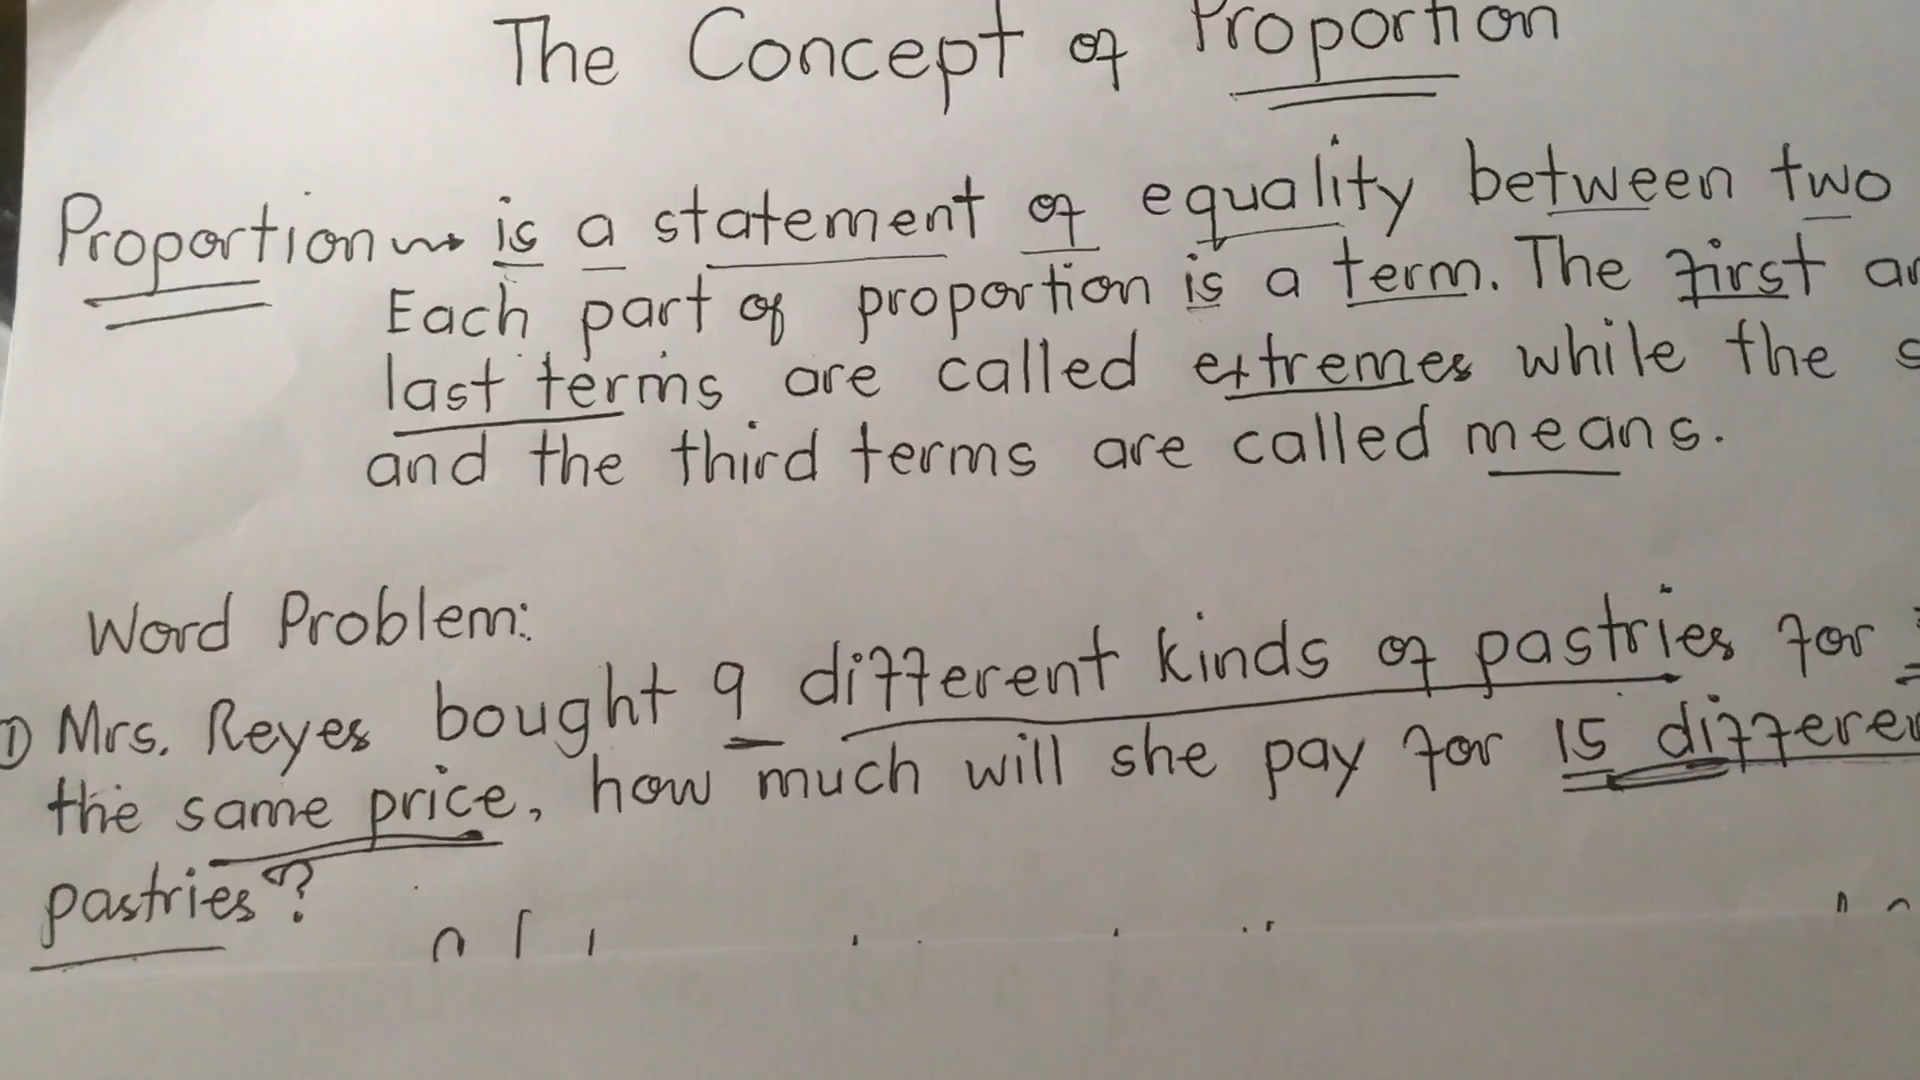 The Concept of Proportion
Proportion is a statement of equality between two
Each part of proportion is a term. The first
last terms are called extremes while the
and the third terms are called means.
Word Problem:
① Mrs. Reyes bought 9 different kinds of pastries for
the same price, how much will she pay for 15
pastries?